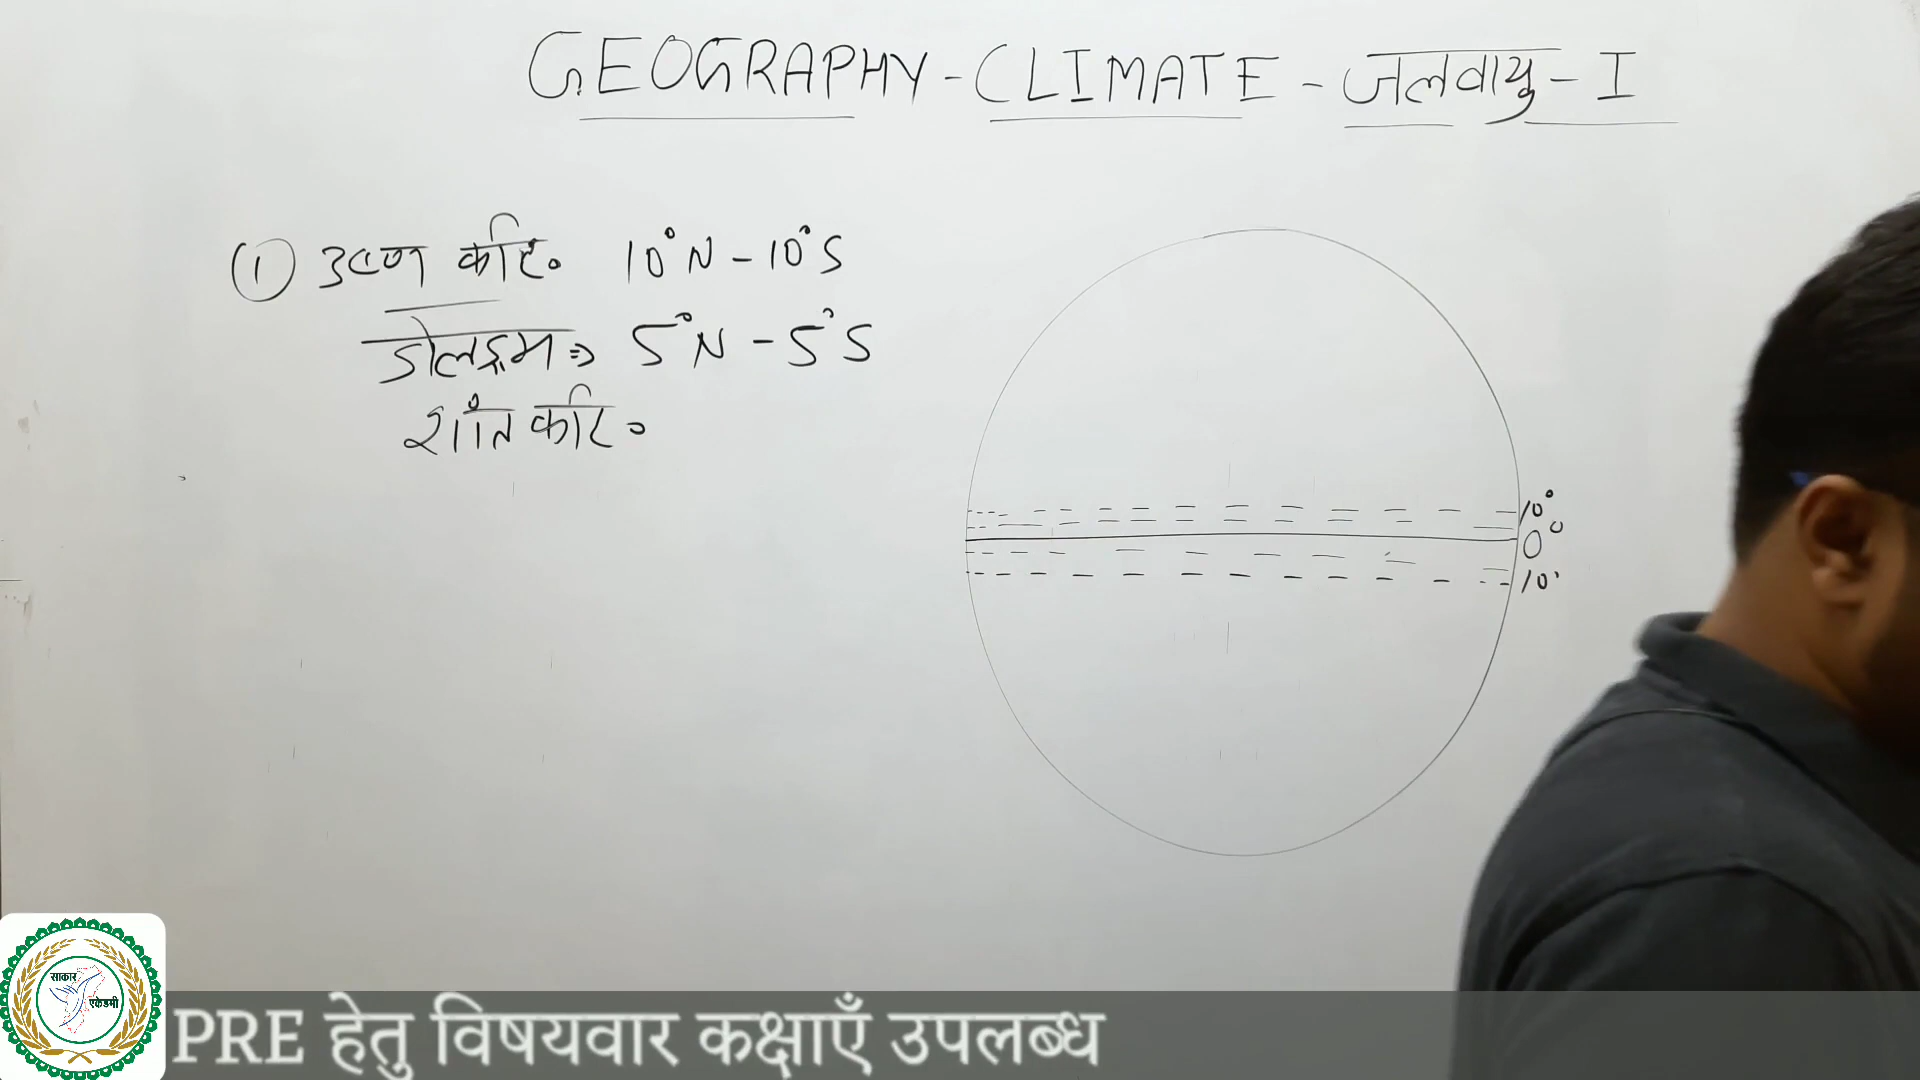 GEOGRAPHY - CLIMATE - जलवायु - I
① उष्ण कटि० 10°N - 10°S
डोलड्रम ⇒ 5°N - 5°S
शांत कटि०
10°
0°
10°
साकार
एकेडमी
PRE हेतु विषयवार कक्षाएँ उपलब्ध